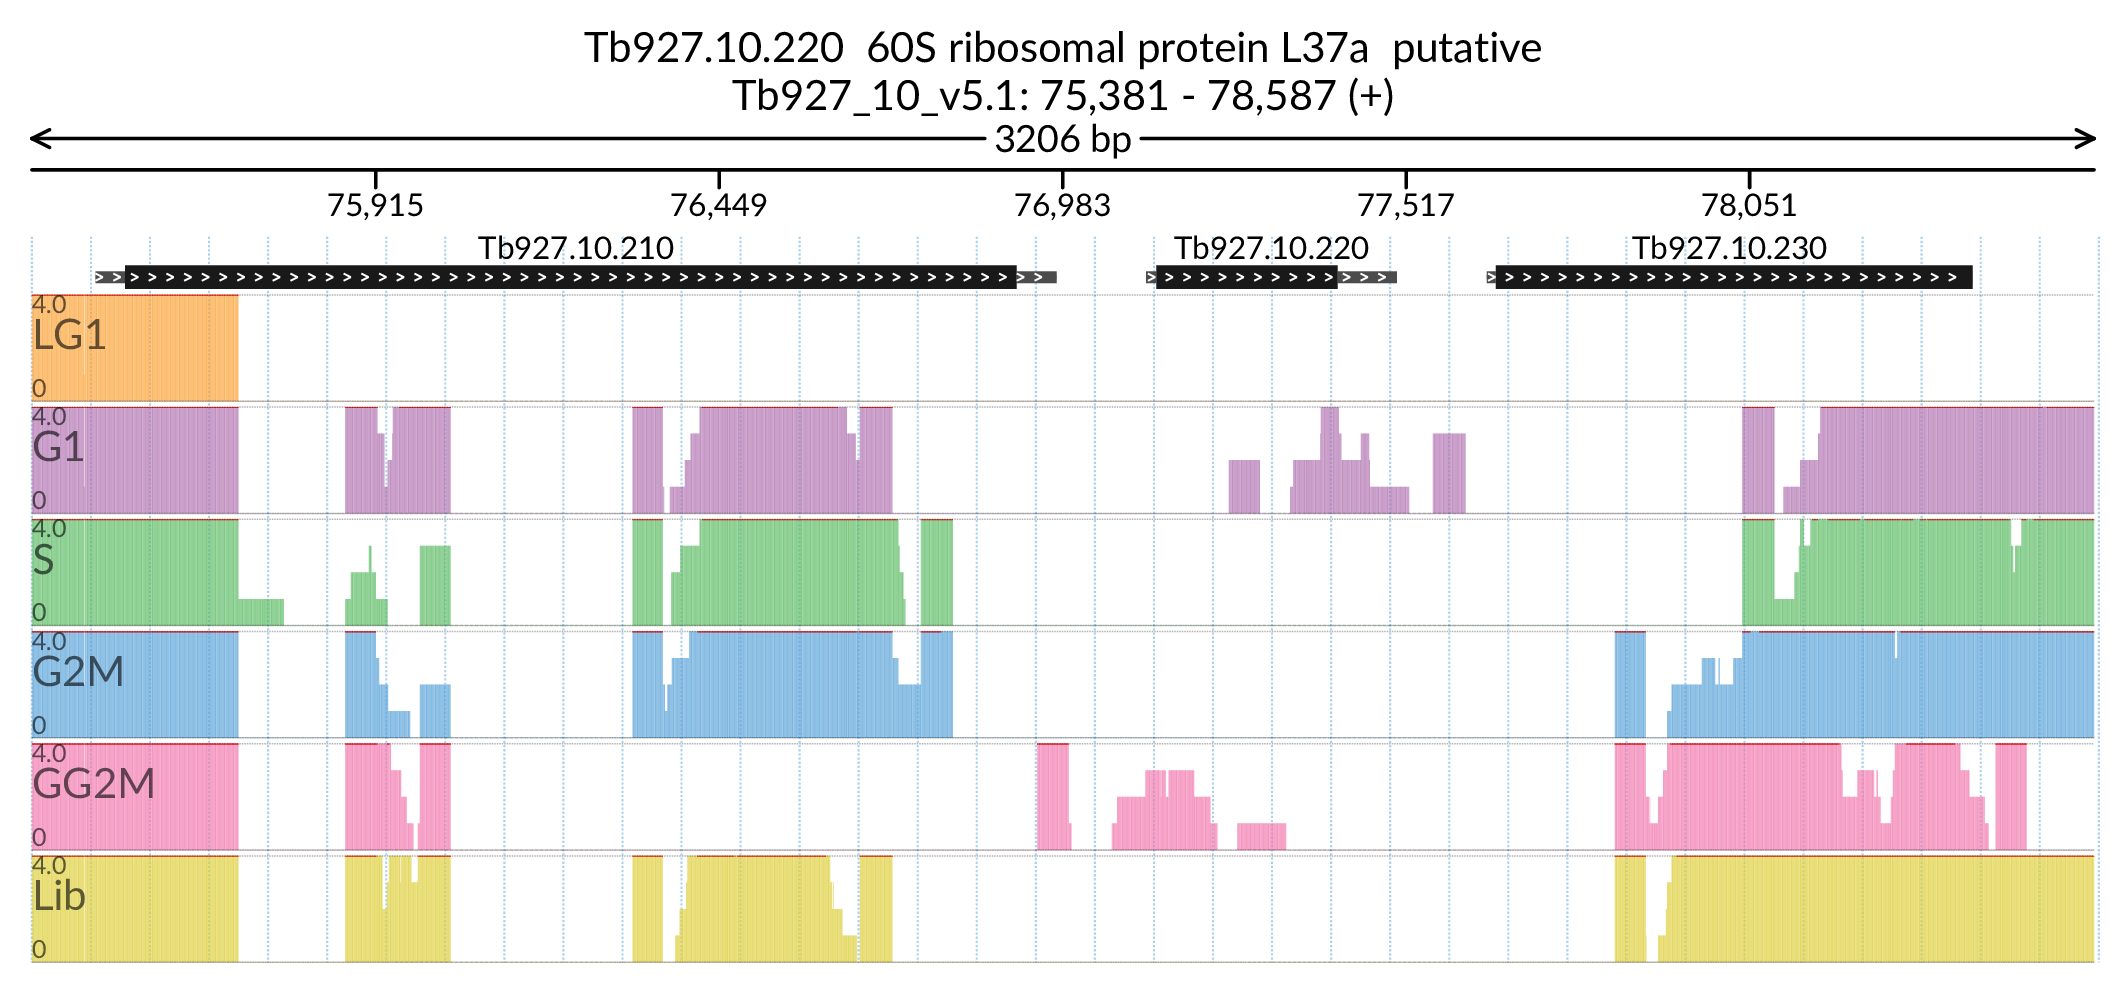 Tb927.10.220  60S ribosomal protein L37a  putative
Tb927_10_v5.1: 75,381 - 78,587 (+)
3206 bp
75,915 76,449 76,983 77,517 78,051
Tb927.10.210 Tb927.10.220 Tb927.10.230
4.0
LG1
0
4.0
G1
0
4.0
S
0
4.0
G2M
0
4.0
GG2M
0
4.0
Lib
0